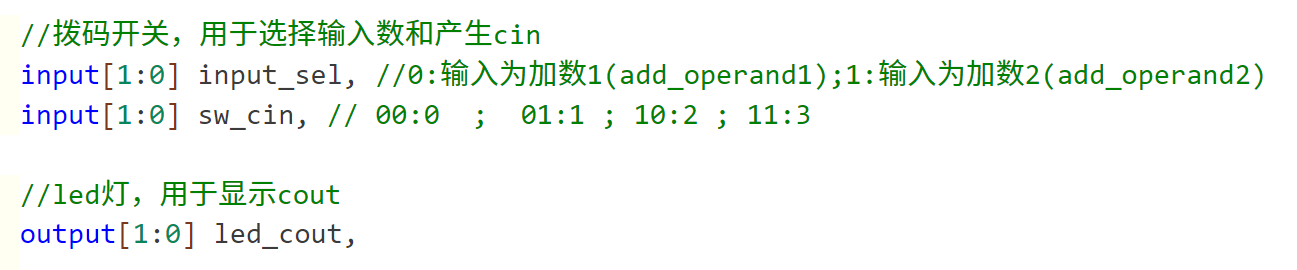 //拨码开关，用于选择输入数和产生cin
input[1:0] input_sel, //0:输入为加数1(add_operand1);1:输入为加数2(add_operand2)
input[1:0] sw_cin, // 00:0  ;  01:1 ; 10:2 ; 11:3
//led灯，用于显示cout
output[1:0] led_cout,